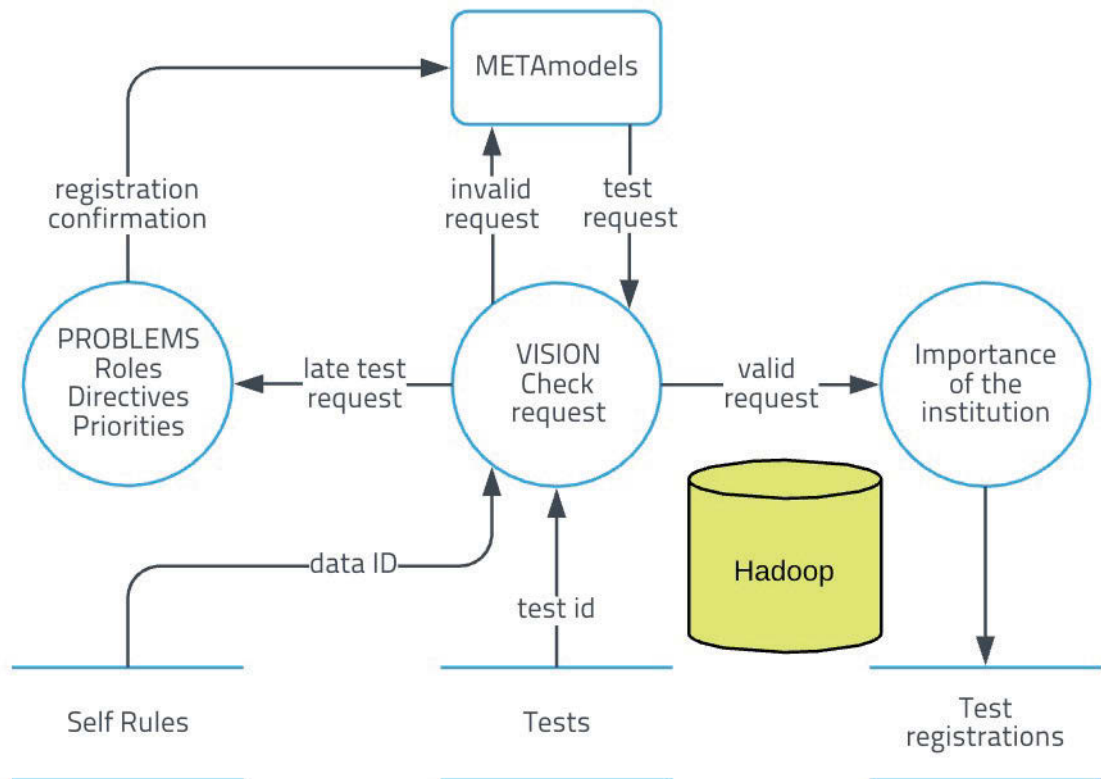 METAmodels
registration
confirmation
invalid
request
test
request
PROBLEMS
Roles
Directives
Priorities
late test
request
VISION
Check
request
valid
request
Importance
of the
institution
data ID
test id
Hadoop
Self Rules
Tests
Test
registrations